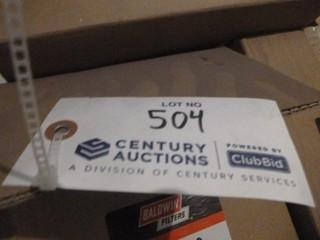 LOT NO
504
CENTURY AUCTIONS
POWERED BY
ClubBid
A DIVISION OF CENTURY SERVICES
BALDWIN
FILTERS